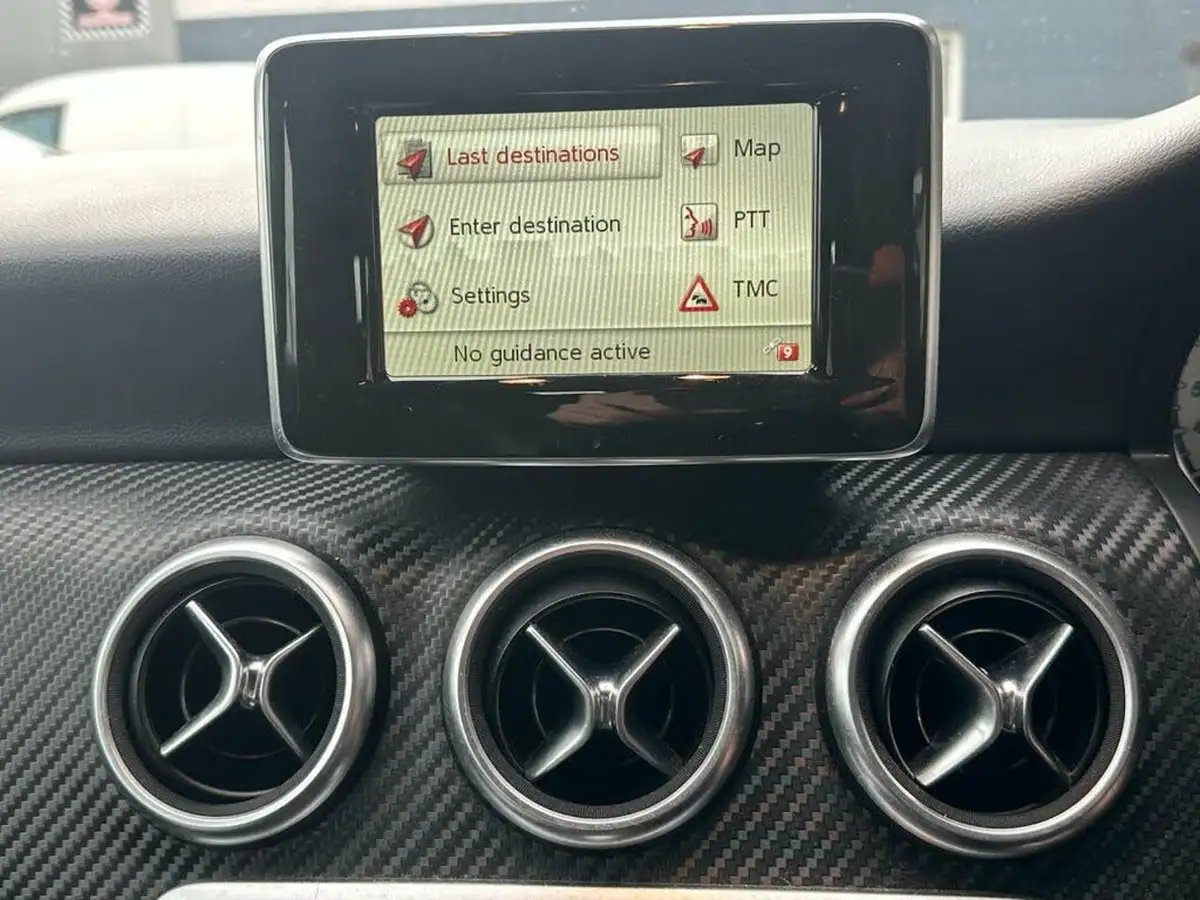 Last destinations
Map
Enter destination
PTT
Settings
TMC
No guidance active
9